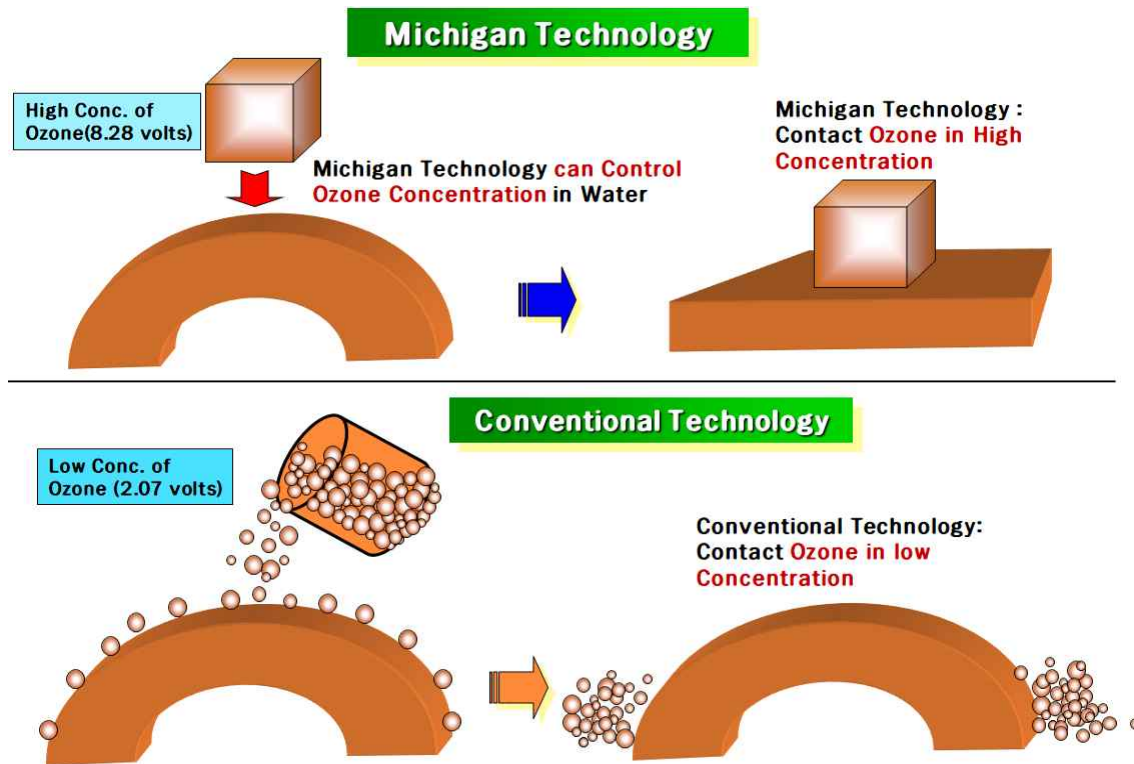 Michigan Technology
High Conc. of
Ozone(8.28 volts)
Michigan Technology can Control
Ozone Concentration in Water
Michigan Technology :
Contact Ozone in High
Concentration
Conventional Technology
Low Conc. of
Ozone (2.07 volts)
Conventional Technology:
Contact Ozone in low
Concentration